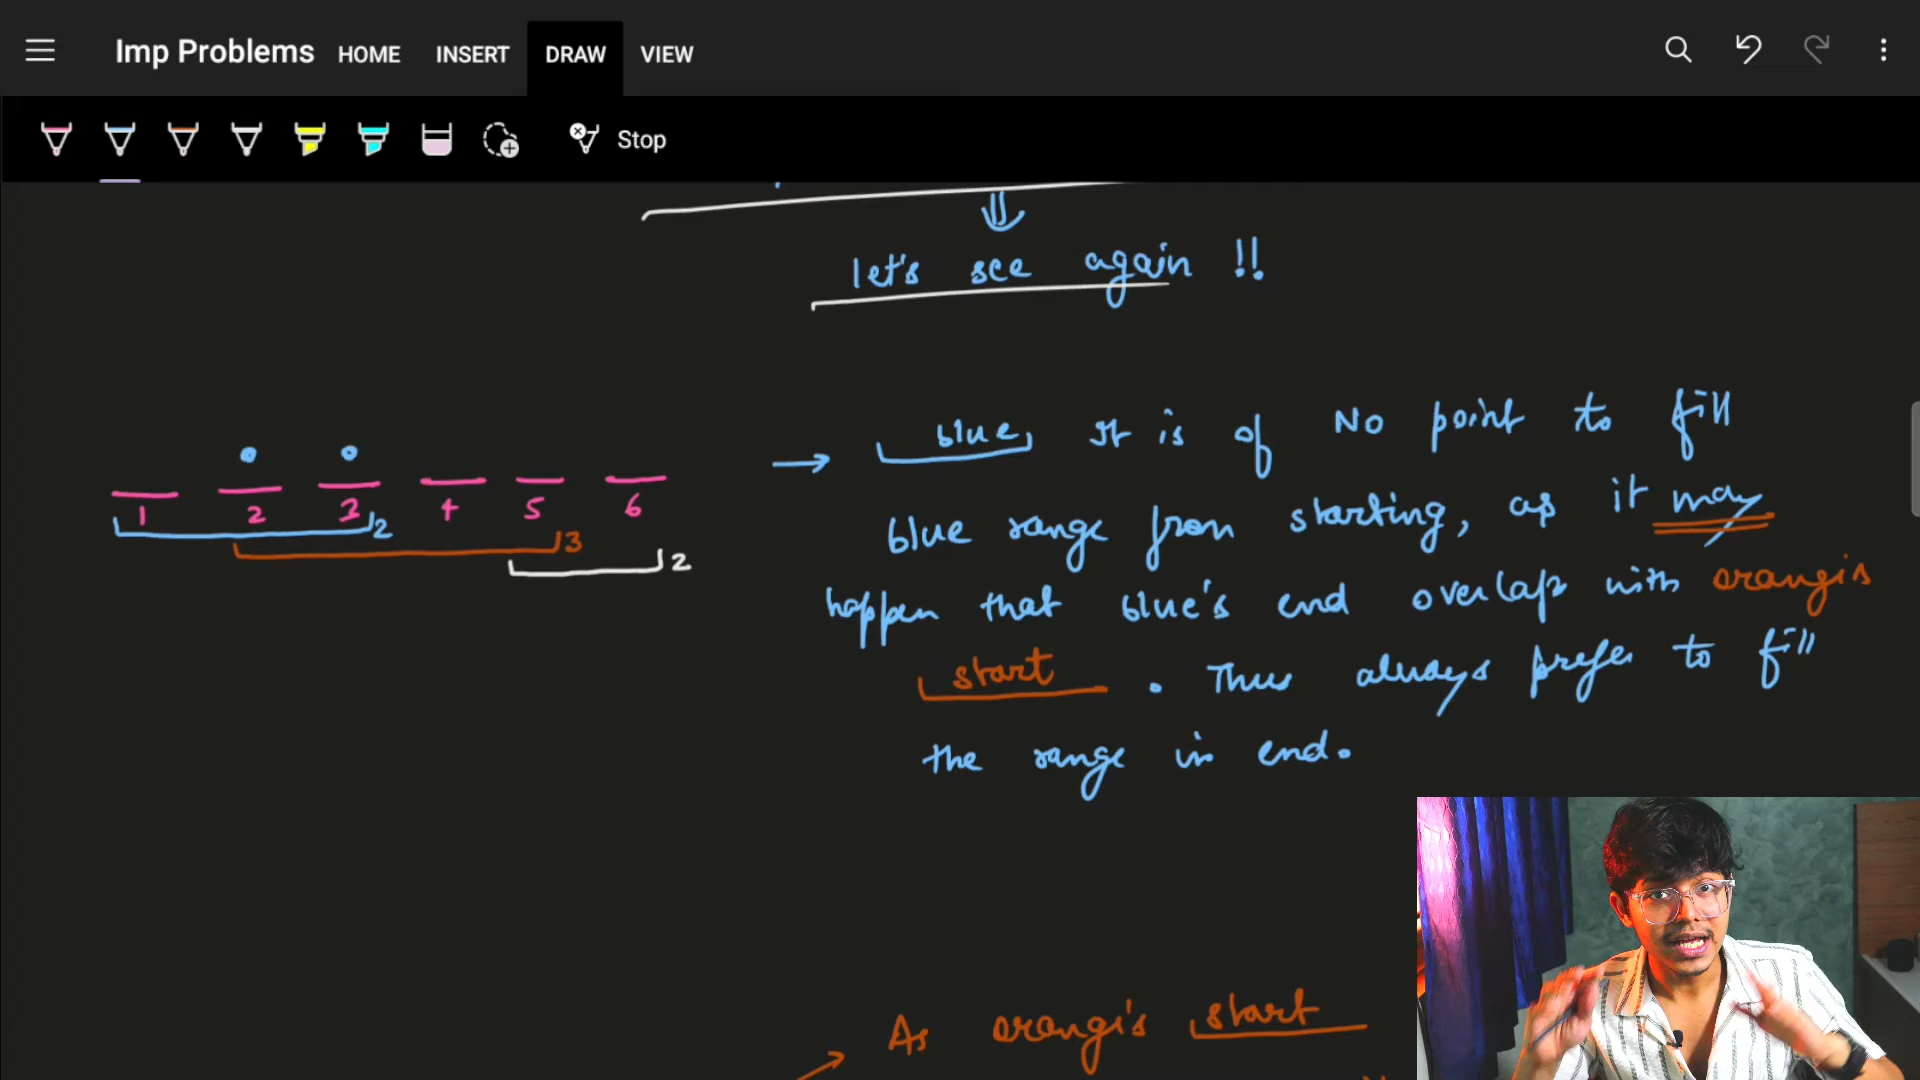 Imp Problems HOME INSERT DRAW VIEW
Stop
let's see again !!
1 2 3 4 5 6
2
3
2
→ blue, It is of No point to fill
blue range from starting, as it may
happen that blue's end overlaps with orange's
start . Thus always prefer to fill
the range in end.
As orange's start